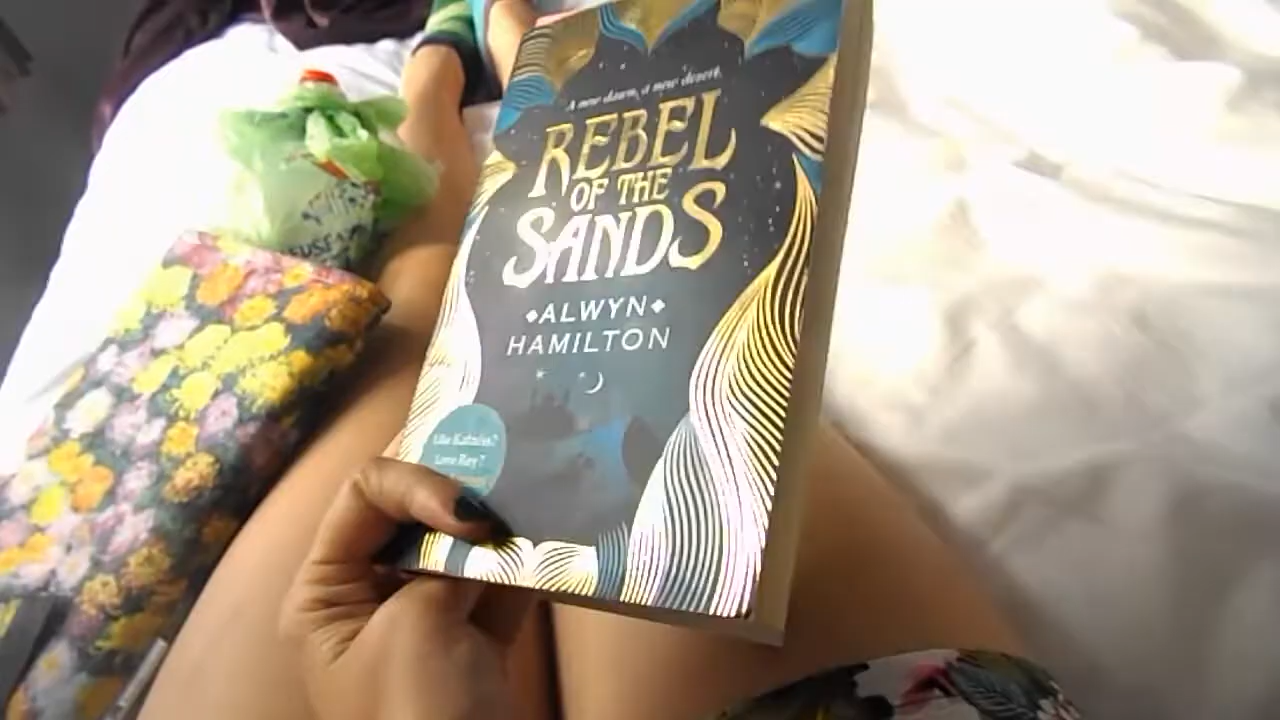 A new dawn, a new desert.
REBEL
OF THE
SANDS
ALWYN
HAMILTON
Like Katniss?
Love Rey?